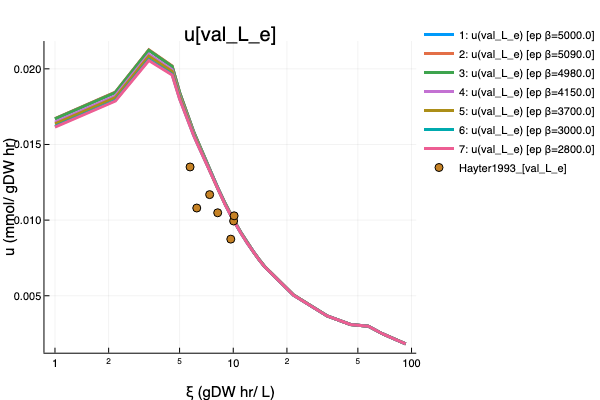 u[val_L_e]
1: u(val_L_e) [ep β=5000.0]
2: u(val_L_e) [ep β=5090.0]
3: u(val_L_e) [ep β=4980.0]
4: u(val_L_e) [ep β=4150.0]
5: u(val_L_e) [ep β=3700.0]
6: u(val_L_e) [ep β=3000.0]
7: u(val_L_e) [ep β=2800.0]
Hayter1993_[val_L_e]
u (mmol/ gDW hr)
0.020
0.015
0.010
0.005
1 2 5 10 2 5 100
ξ (gDW hr/ L)